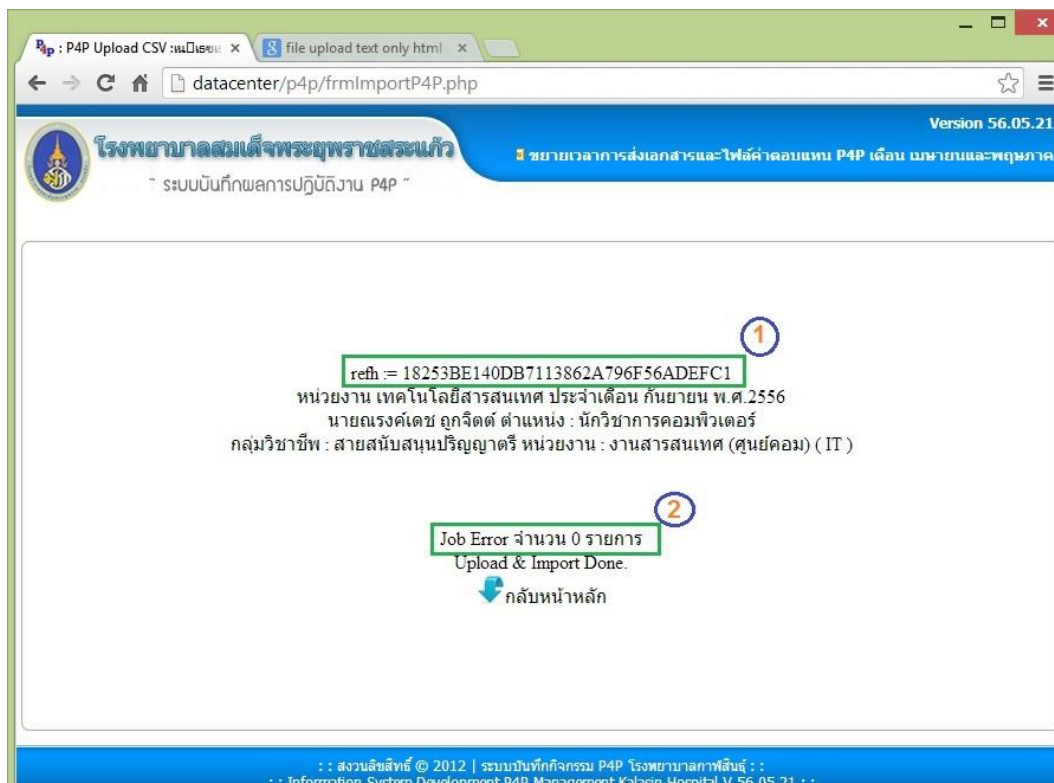 P4P : P4P Upload CSV :
file upload text only html
datacenter/p4p/frmImportP4P.php
Version 56.05.21
โรงพยาบาลสมเด็จพระยุพราชสระแก้ว
ขยายเวลาการส่งเอกสารและไฟล์ค่าตอบแทน P4P เดือน เมษายนและพฤษภาค
~ ระบบบันทึกผลการปฏิบัติงาน P4P ~
1
refh := 18253BE140DB7113862A796F56ADEFC1
หน่วยงาน เทคโนโลยีสารสนเทศ ประจำเดือน กันยายน พ.ศ.2556
นายณรงค์เดช ถูกจิตต์ ตำแหน่ง : นักวิชาการคอมพิวเตอร์
กลุ่มวิชาชีพ : สายสนับสนุนปริญญาตรี หน่วยงาน : งานสารสนเทศ (ศูนย์คอม) ( IT )
2
Job Error จำนวน 0 รายการ
Upload & Import Done.
กลับหน้าหลัก
: : สงวนลิขสิทธิ์ © 2012 | ระบบบันทึกกิจกรรม P4P โรงพยาบาลกาฬสินธุ์ : :
: : Information System Development P4P Management Kalasin Hospital V 56.05.21 : :